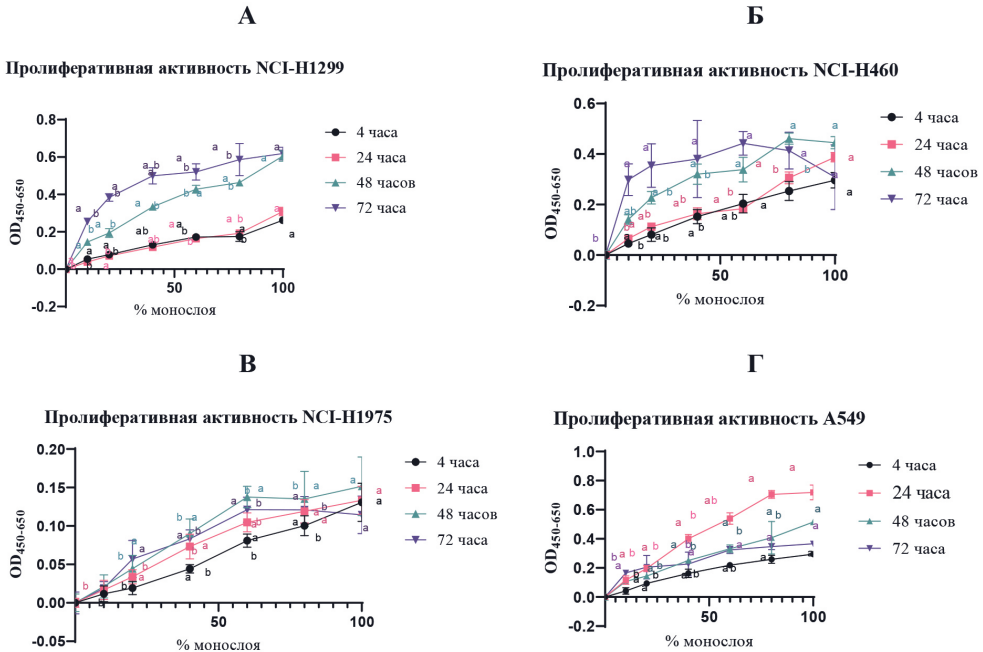 А
Пролиферативная активность NCI-H1299
OD450-650
0.8
0.6
0.4
0.2
0.0
-0.2
50
100
% монослоя
4 часа
24 часа
48 часов
72 часа
Б
Пролиферативная активность NCI-H460
OD450-650
0.6
0.4
0.2
0.0
-0.2
50
100
% монослоя
4 часа
24 часа
48 часов
72 часа
В
Пролиферативная активность NCI-H1975
OD450-650
0.20
0.15
0.10
0.05
0.00
-0.05
50
100
% монослоя
4 часа
24 часа
48 часов
72 часа
Г
Пролиферативная активность А549
OD450-650
1.0
0.8
0.6
0.4
0.2
0.0
-0.2
50
100
% монослоя
4 часа
24 часа
48 часов
72 часа